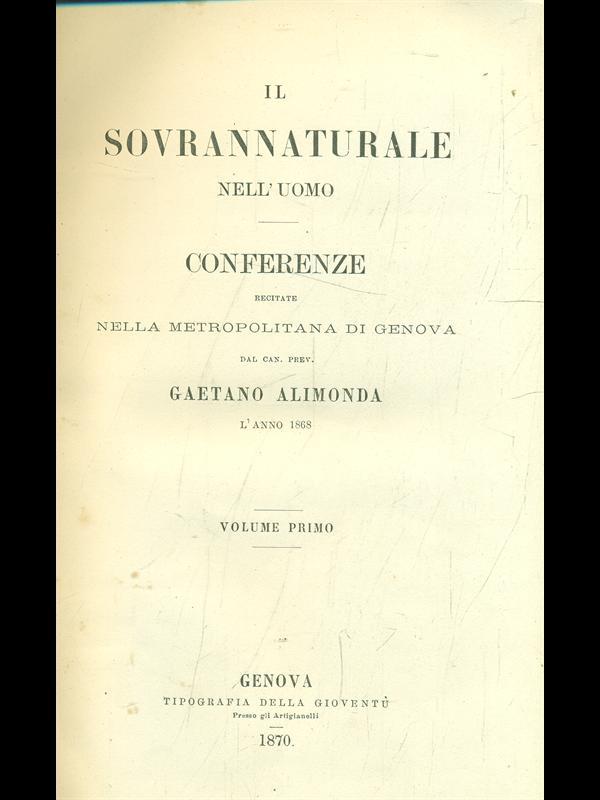 IL
SOVRANNATURALE
NELL'UOMO
CONFERENZE
RECITATE
NELLA METROPOLITANA DI GENOVA
DAL CAN. PREV.
GAETANO ALIMONDA
L'ANNO 1868
VOLUME PRIMO
GENOVA
TIPOGRAFIA DELLA GIOVENTÙ
Presso gli Artigianelli
1870.